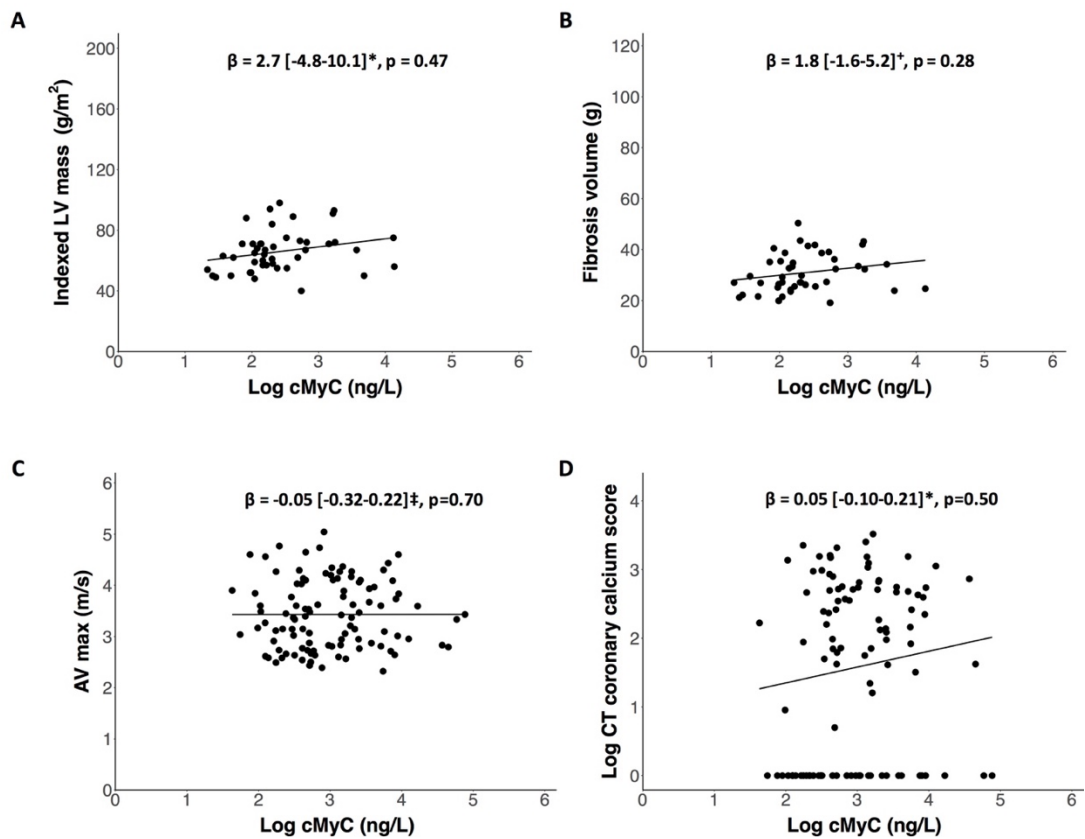 A
β = 2.7 [-4.8-10.1]*, p = 0.47
Indexed LV mass (g/m²)
200
160
120
80
40
0
0 1 2 3 4 5 6
Log cMyC (ng/L)
B
β = 1.8 [-1.6-5.2]⁺, p = 0.28
Fibrosis volume (g)
120
100
80
60
40
20
0
0 1 2 3 4 5 6
Log cMyC (ng/L)
C
β = -0.05 [-0.32-0.22]‡, p=0.70
AV max (m/s)
6
5
4
3
2
1
0
0 1 2 3 4 5 6
Log cMyC (ng/L)
D
β = 0.05 [-0.10-0.21]*, p=0.50
Log CT coronary calcium score
4
3
2
1
0
0 1 2 3 4 5 6
Log cMyC (ng/L)